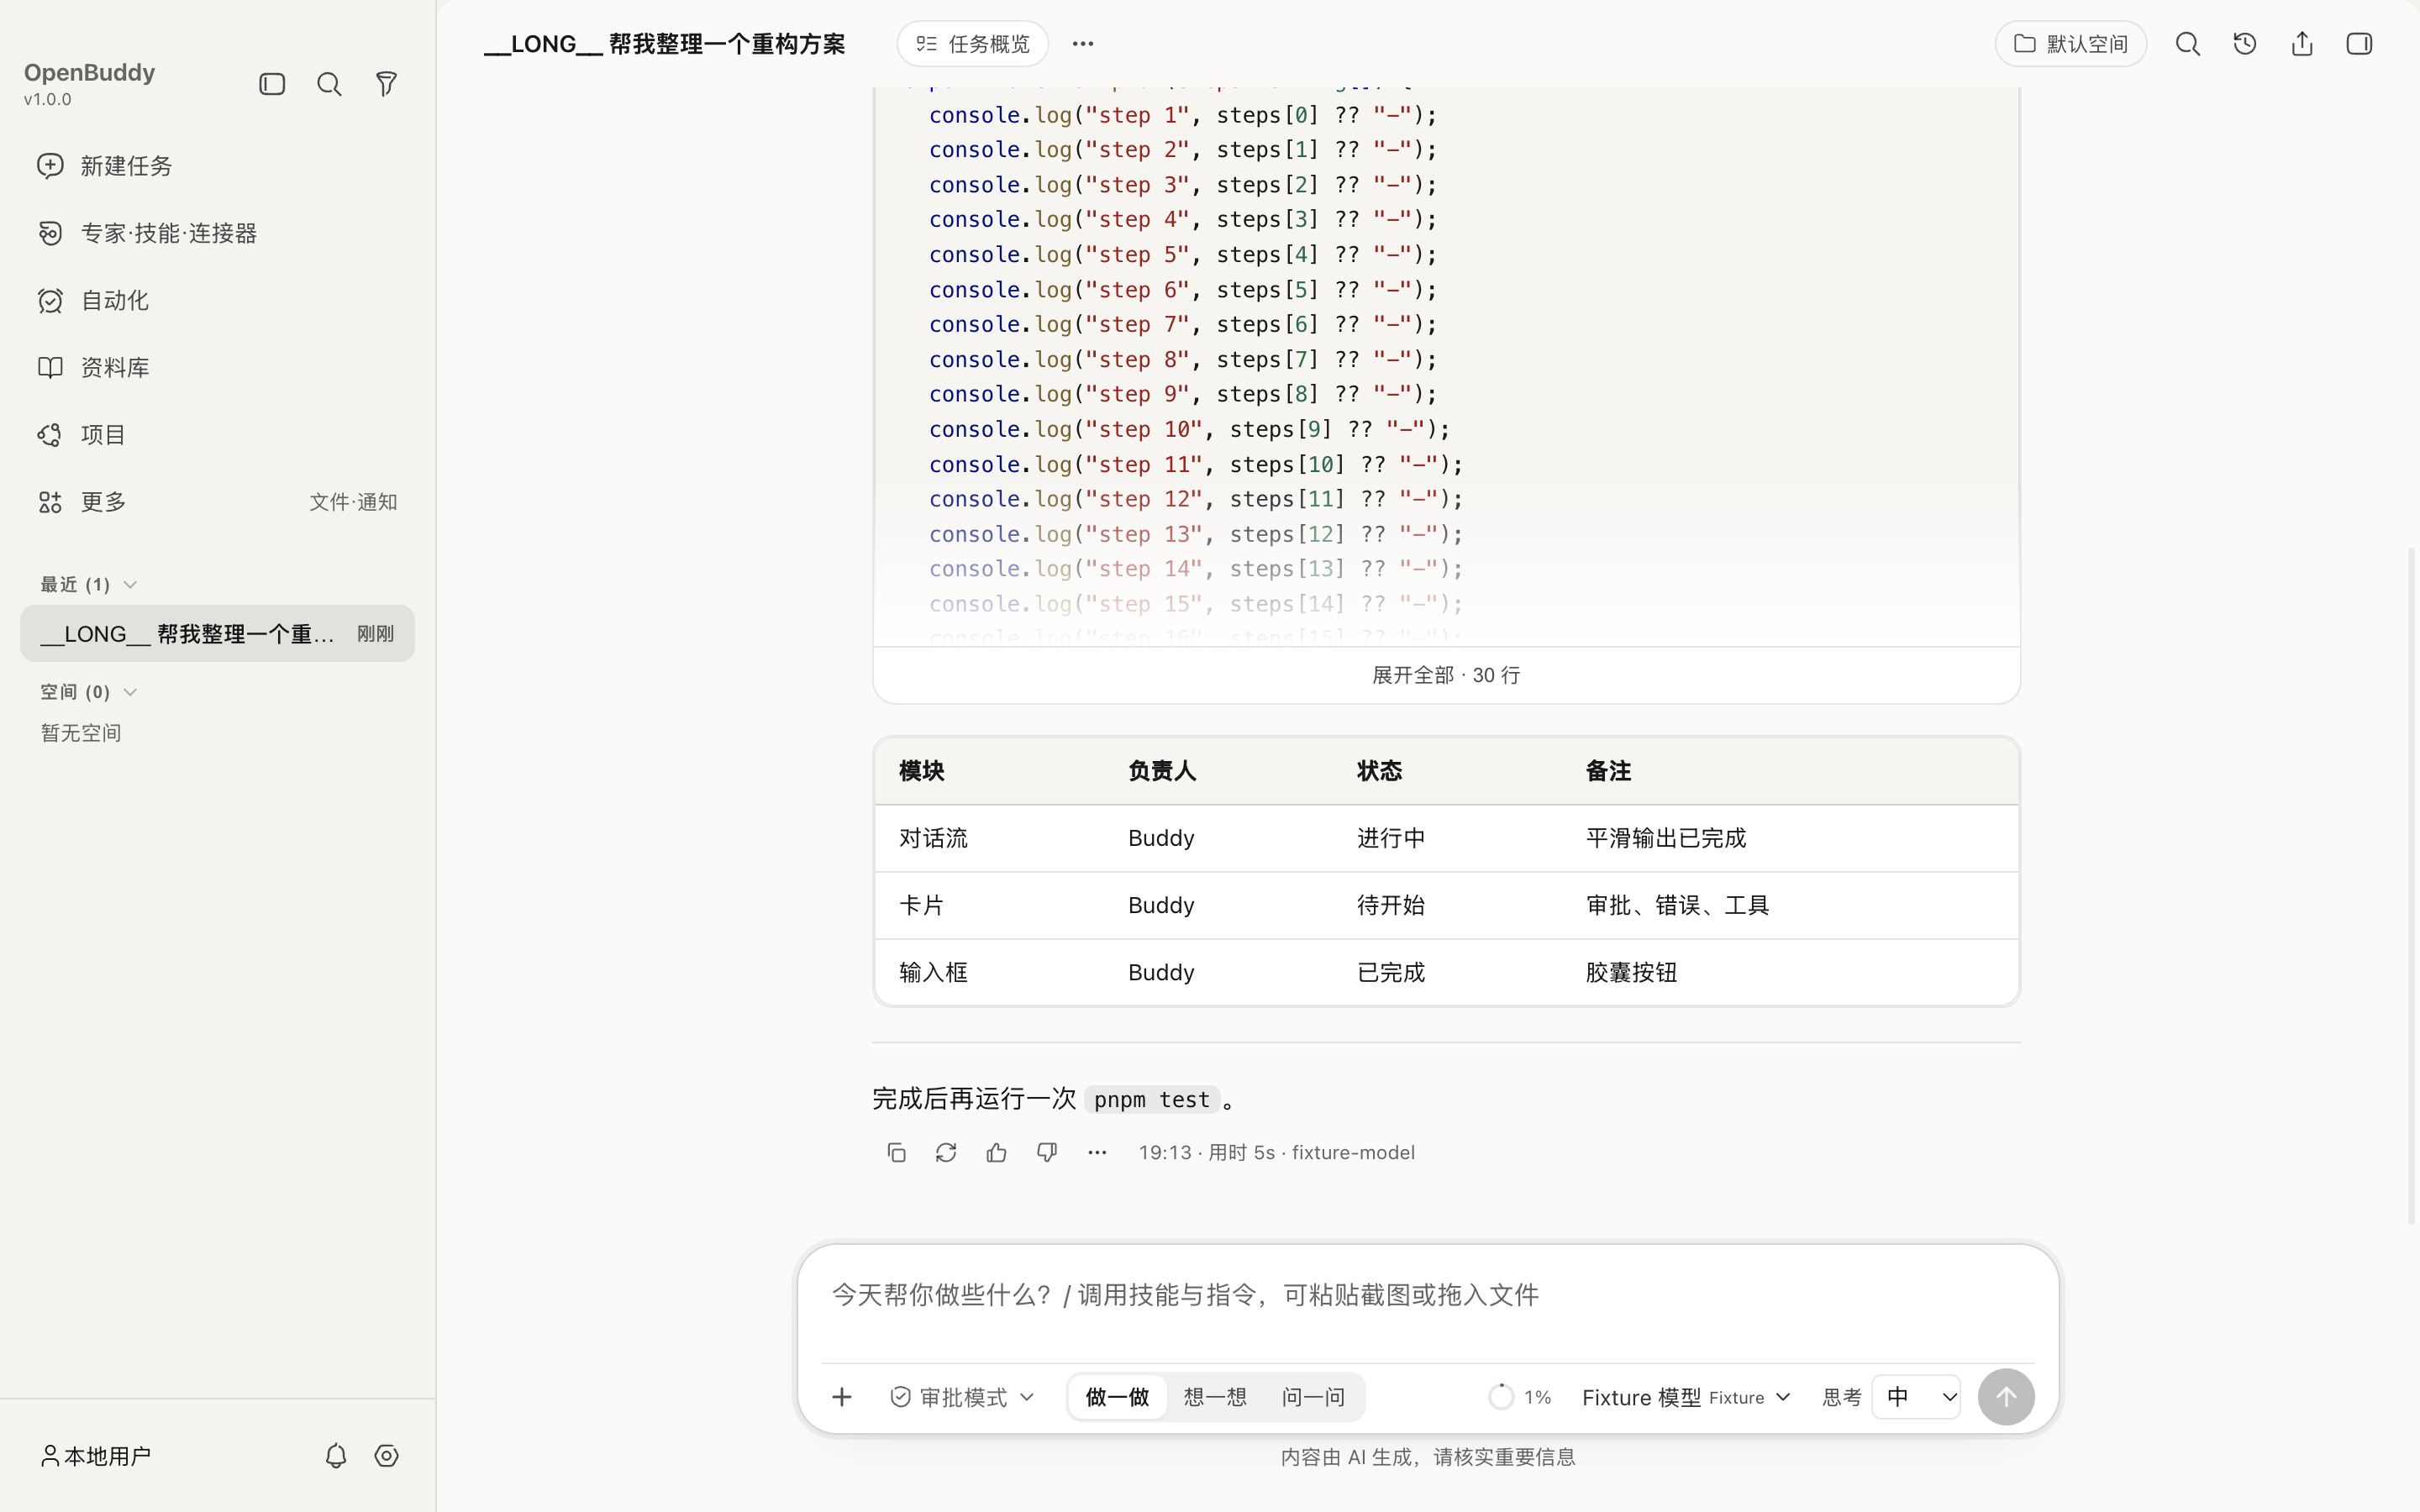 OpenBuddy
v1.0.0
新建任务
专家·技能·连接器
自动化
资料库
项目
更多 文件·通知
最近 (1)
__LONG__ 帮我整理一个重… 刚刚
空间 (0)
暂无空间
本地用户
__LONG__ 帮我整理一个重构方案 任务概览 默认空间
console.log("step 1", steps[0] ?? "—");
console.log("step 2", steps[1] ?? "—");
console.log("step 3", steps[2] ?? "—");
console.log("step 4", steps[3] ?? "—");
console.log("step 5", steps[4] ?? "—");
console.log("step 6", steps[5] ?? "—");
console.log("step 7", steps[6] ?? "—");
console.log("step 8", steps[7] ?? "—");
console.log("step 9", steps[8] ?? "—");
console.log("step 10", steps[9] ?? "—");
console.log("step 11", steps[10] ?? "—");
console.log("step 12", steps[11] ?? "—");
console.log("step 13", steps[12] ?? "—");
console.log("step 14", steps[13] ?? "—");
console.log("step 15", steps[14] ?? "—");
console.log("step 16", steps[15] ?? "—");
展开全部 · 30 行
模块 负责人 状态 备注
对话流 Buddy 进行中 平滑输出已完成
卡片 Buddy 待开始 审批、错误、工具
输入框 Buddy 已完成 胶囊按钮
完成后再运行一次 pnpm test 。
19:13 · 用时 5s · fixture-model
今天帮你做些什么？/ 调用技能与指令，可粘贴截图或拖入文件
审批模式 做一做 想一想 问一问 1% Fixture 模型 Fixture 思考 中
内容由 AI 生成，请核实重要信息